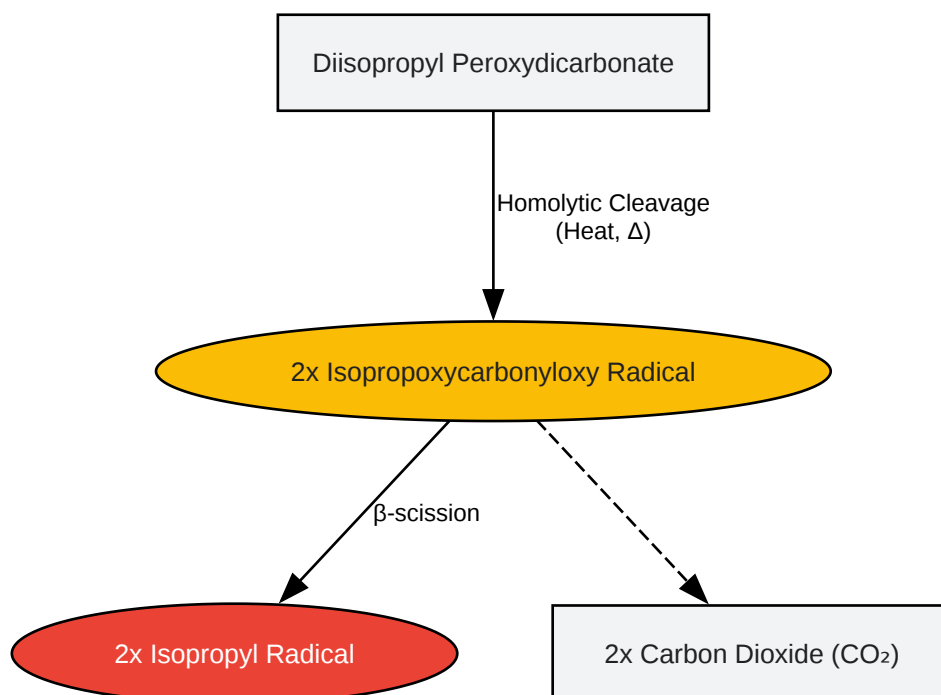 Diisopropyl Peroxydicarbonate
Homolytic Cleavage
(Heat, Δ)
2x Isopropoxycarbonyloxy Radical
β-scission
2x Isopropyl Radical
2x Carbon Dioxide (CO₂)